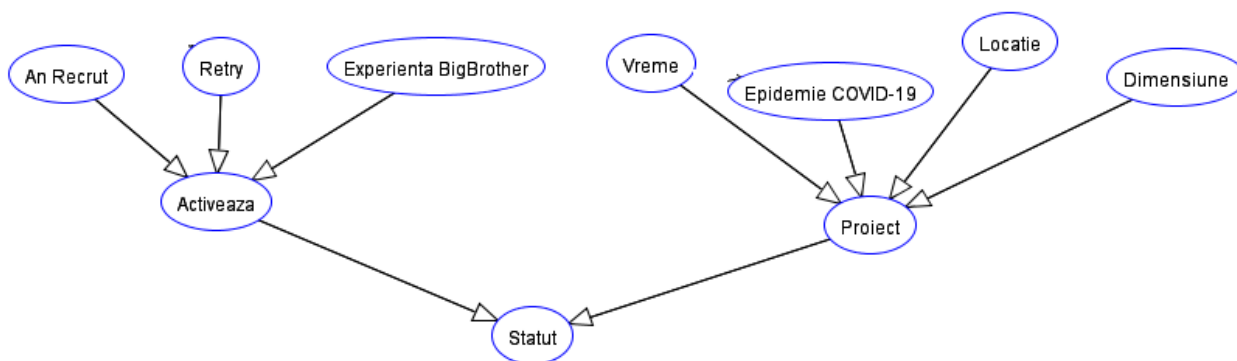 An Recrut
Retry
Experienta BigBrother
Vreme
Epidemie COVID-19
Locatie
Dimensiune
Activeaza
Proiect
Statut